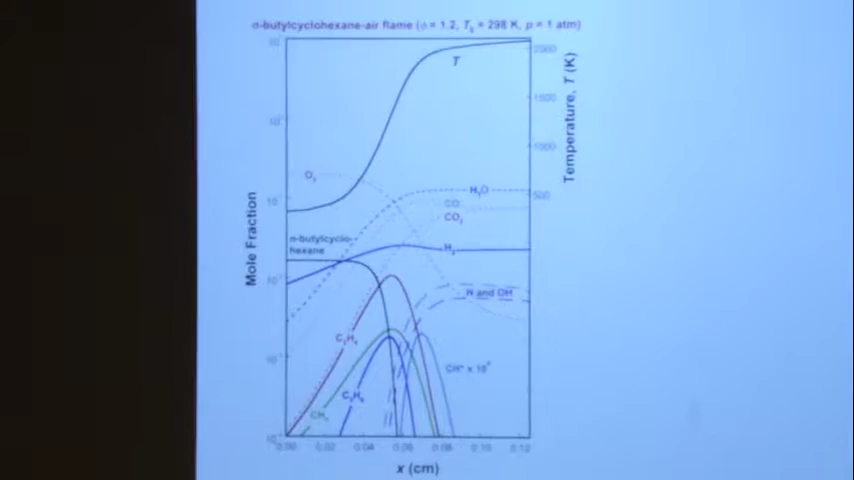 n-butylcyclohexane-air flame (ϕ = 1.2, T₀ = 298 K, p = 1 atm)
T
2000
1500
1000
500
Temperature, T (K)
Mole Fraction
O₂
H₂O
CO
CO₂
n-butylcyclo-
hexane
H₂
H and OH
C₂H₄
CH₄
CH* x
0.00 0.02 0.04 0.06 0.08 0.10 0.12
x (cm)